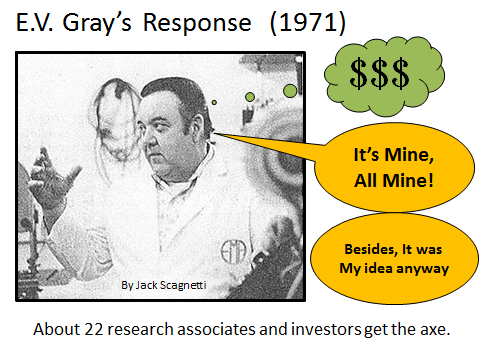 E.V. Gray's Response (1971)
$$$
It's Mine,
All Mine!
Besides, It was
My idea anyway
EMA
By Jack Scagnetti
About 22 research associates and investors get the axe.